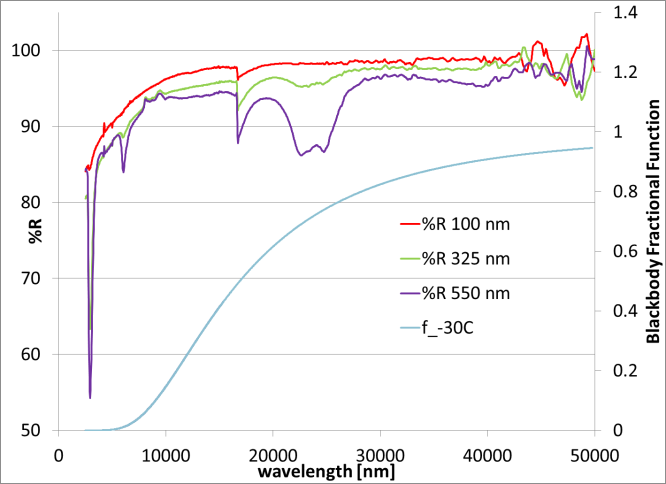 1.4
100
1.2
90
1
80
0.8
%R
Blackbody Fractional Function
%R 100 nm
%R 325 nm
%R 550 nm
f_-30C
70
0.6
0.4
60
0.2
50
0
0
10000
20000
30000
40000
50000
wavelength [nm]